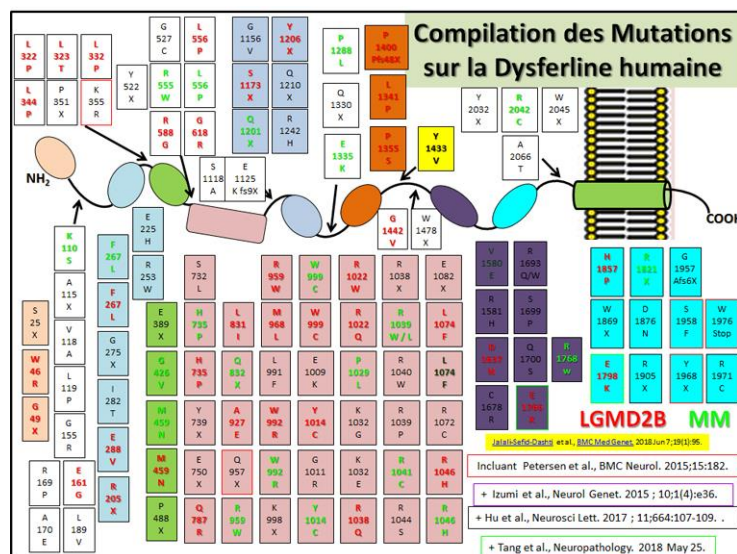 Compilation des Mutations
sur la Dysferline humaine
L
322
P
L
323
T
L
332
P
L
344
P
P
351
X
K
355
R
Y
522
X
G
527
C
L
556
P
R
555
W
L
556
P
R
588
G
G
618
R
G
1156
V
Y
1206
X
S
1173
X
Q
1210
X
Q
1201
X
R
1242
H
P
1288
L
Q
1330
X
E
1335
K
P
1400
Pfs48X
L
1341
P
P
1355
S
Y
1433
V
Y
2032
X
R
2042
C
W
2045
X
A
2066
T
S
1118
A
E
1125
K fs9X
NH2
COOH
G
1442
V
W
1478
X
K
110
S
A
115
X
V
118
A
L
119
P
G
155
R
R
169
P
E
161
G
A
170
E
L
189
V
S
25
X
W
46
R
G
49
X
E
225
H
R
253
W
F
267
L
F
267
L
G
275
X
I
282
T
E
288
V
R
205
X
E
389
X
G
426
V
M
459
N
M
459
N
P
488
X
S
732
L
H
735
P
H
735
P
Y
739
X
E
750
X
Q
787
R
L
831
I
Q
832
X
A
927
E
Q
957
X
R
959
W
R
959
W
M
968
L
L
991
F
W
992
R
W
992
R
K
998
X
W
999
C
W
999
C
E
1009
K
Y
1014
C
G
1011
R
Y
1014
C
R
1022
W
R
1022
Q
P
1029
L
K
1032
G
K
1032
E
R
1038
Q
R
1038
X
R
1039
W / L
R
1040
W
R
1039
P
R
1041
C
R
1044
S
E
1082
X
L
1074
F
L
1074
F
R
1072
C
R
1046
H
R
1046
H
V
1580
E
R
1693
Q/W
R
1581
H
S
1699
P
Q
1700
S
R
1768
w
C
1678
R
H
1857
P
R
1821
X
G
1957
Afs6X
W
1869
X
D
1876
N
S
1958
F
W
1976
Stop
E
1798
K
R
1905
X
Y
1968
X
R
1971
C
LGMD2B MM
Jalali-Sefid-Dashti et al., BMC Med Genet. 2018 Jun 7;19(1):95.
Incluant Petersen et al., BMC Neurol. 2015;15:182.
+ Izumi et al., Neurol Genet. 2015 ; 10;1(4):e36.
+ Hu et al., Neurosci Lett. 2017 ; 11;664:107-109. .
+ Tang et al., Neuropathology. 2018 May 25.